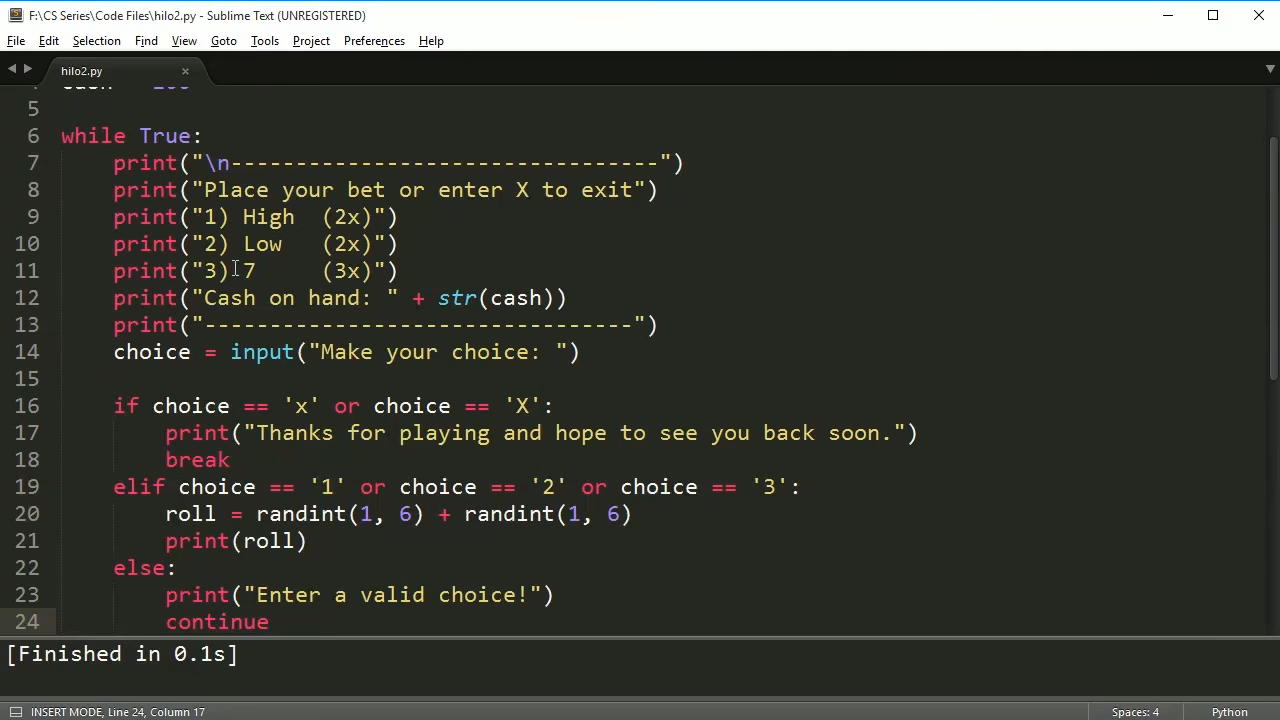 F:\CS Series\Code Files\hilo2.py - Sublime Text (UNREGISTERED)
File Edit Selection Find View Goto Tools Project Preferences Help
hilo2.py
5
6 while True:
7     print("\n---------------------------------")
8     print("Place your bet or enter X to exit")
9     print("1) High  (2x)")
10     print("2) Low   (2x)")
11     print("3) 7     (3x)")
12     print("Cash on hand: " + str(cash))
13     print("---------------------------------")
14     choice = input("Make your choice: ")
15
16     if choice == 'x' or choice == 'X':
17         print("Thanks for playing and hope to see you back soon.")
18         break
19     elif choice == '1' or choice == '2' or choice == '3':
20         roll = randint(1, 6) + randint(1, 6)
21         print(roll)
22     else:
23         print("Enter a valid choice!")
24         continue
[Finished in 0.1s]
INSERT MODE, Line 24, Column 17 Spaces: 4 Python